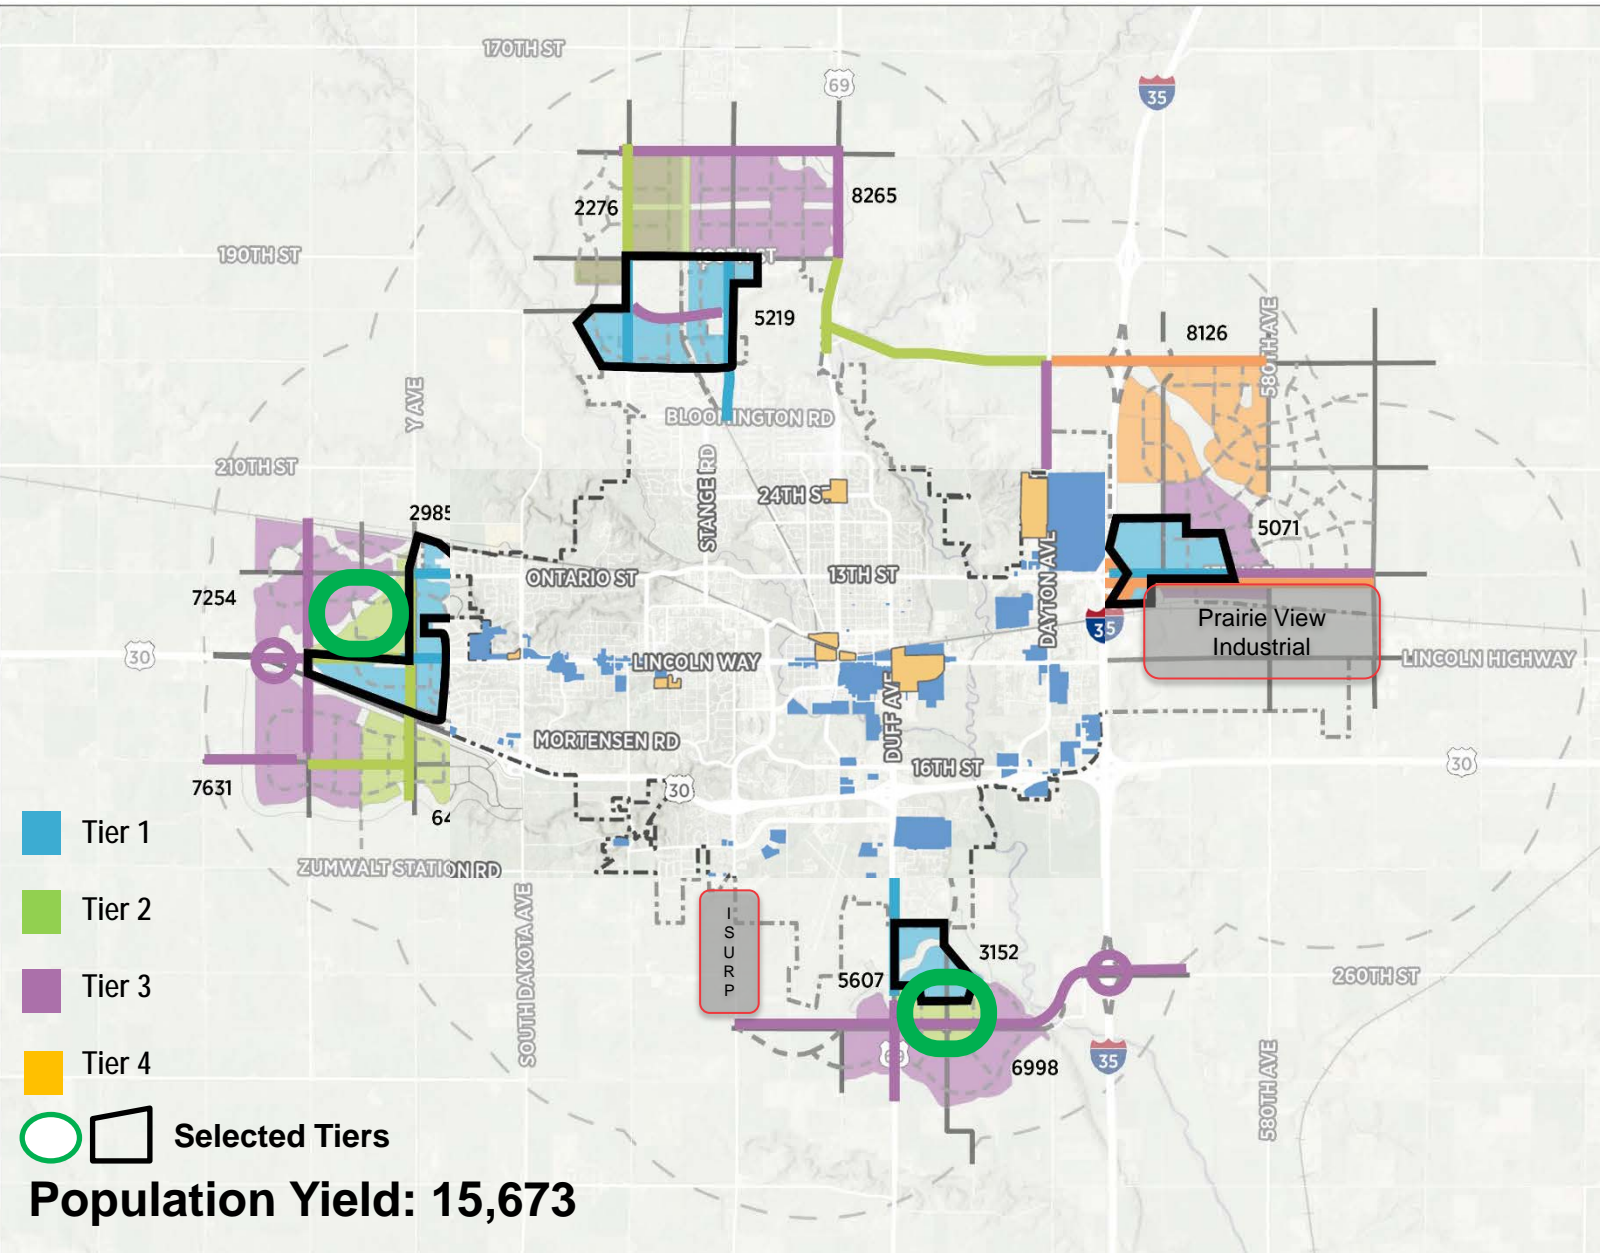 170TH ST
69
35
2276
8265
190TH ST
190TH ST
5219
8126
580TH AVE
Y AVE
BLOOMINGTON RD
210TH ST
STANGE RD
24TH ST
2985
5071
ONTARIO ST
13TH ST
DAYTON AVE
7254
35
Prairie View
Industrial
30
LINCOLN WAY
LINCOLN HIGHWAY
DUFF AVE
MORTENSEN RD
16TH ST
30
7631
30
64
Tier 1
ZUMWALT STATION RD
SOUTH DAKOTA AVE
I
S
U
R
P
Tier 2
3152
5607
260TH ST
Tier 3
69
35
6998
580TH AVE
Tier 4
Selected Tiers
Population Yield: 15,673